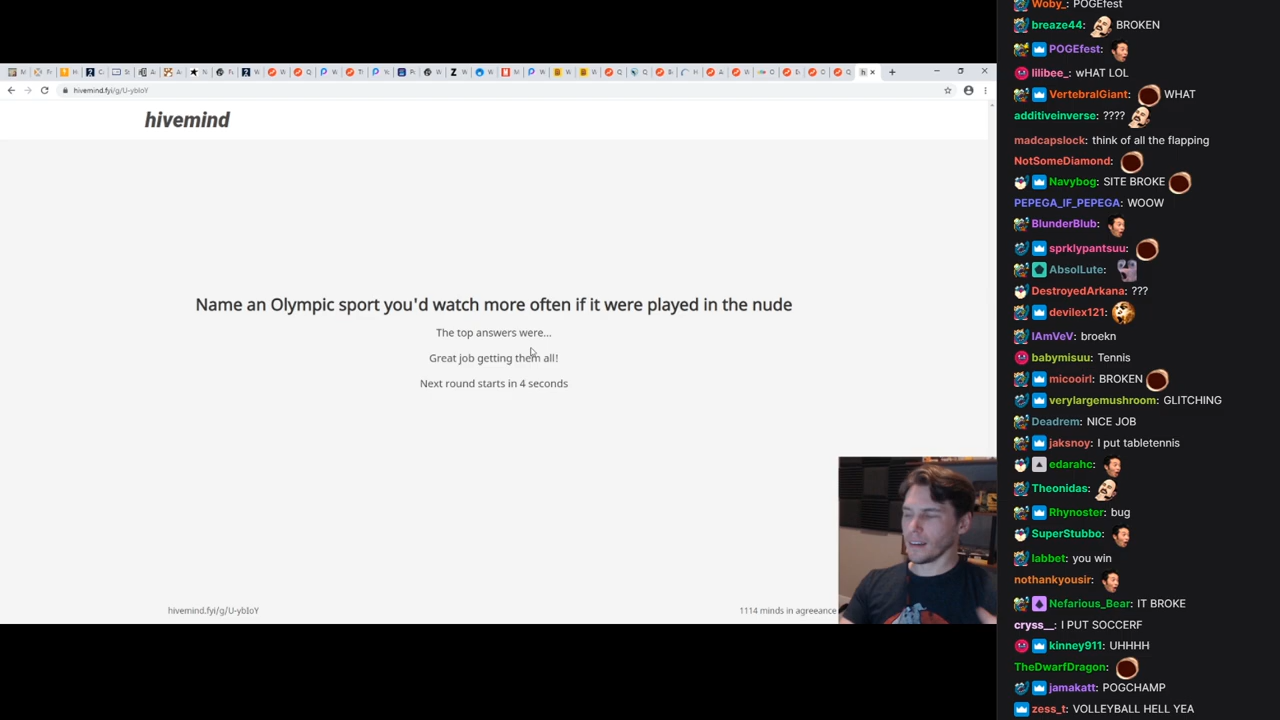 hivemind.fyi/g/U-ybIoY
hivemind
Name an Olympic sport you'd watch more often if it were played in the nude
The top answers were...
Great job getting them all!
Next round starts in 4 seconds
hivemind.fyi/g/U-ybIoY
1114 minds in agreeance
Woby_: POGEfest
breaze44: BROKEN
POGEfest:
lilibee_: wHAT LOL
VertebralGiant: WHAT
additiveinverse: ????
madcapslock: think of all the flapping
NotSomeDiamond:
Navybog: SITE BROKE
PEPEGA_IF_PEPEGA: WOOW
BlunderBlub:
sprklypantsuu:
AbsolLute:
DestroyedArkana: ???
devilex121:
IAmVeV: broekn
babymisuu: Tennis
micooirl: BROKEN
verylargemushroom: GLITCHING
Deadrem: NICE JOB
jaksnoy: I put tabletennis
edarahc:
Theonidas:
Rhynoster: bug
SuperStubbo:
labbet: you win
nothankyousir:
Nefarious_Bear: IT BROKE
cryss__: I PUT SOCCERF
kinney911: UHHHH
TheDwarfDragon:
jamakatt: POGCHAMP
zess_t: VOLLEYBALL HELL YEA